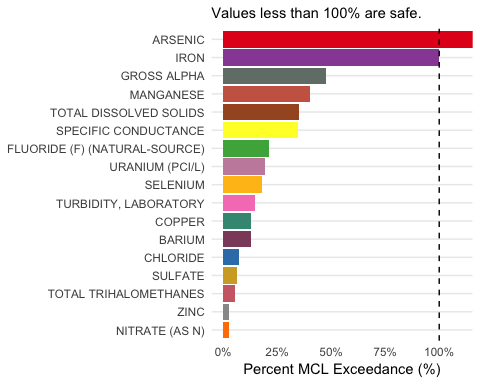 Values less than 100% are safe.
ARSENIC
IRON
GROSS ALPHA
MANGANESE
TOTAL DISSOLVED SOLIDS
SPECIFIC CONDUCTANCE
FLUORIDE (F) (NATURAL-SOURCE)
URANIUM (PCI/L)
SELENIUM
TURBIDITY, LABORATORY
COPPER
BARIUM
CHLORIDE
SULFATE
TOTAL TRIHALOMETHANES
ZINC
NITRATE (AS N)
0% 25% 50% 75% 100%
Percent MCL Exceedance (%)